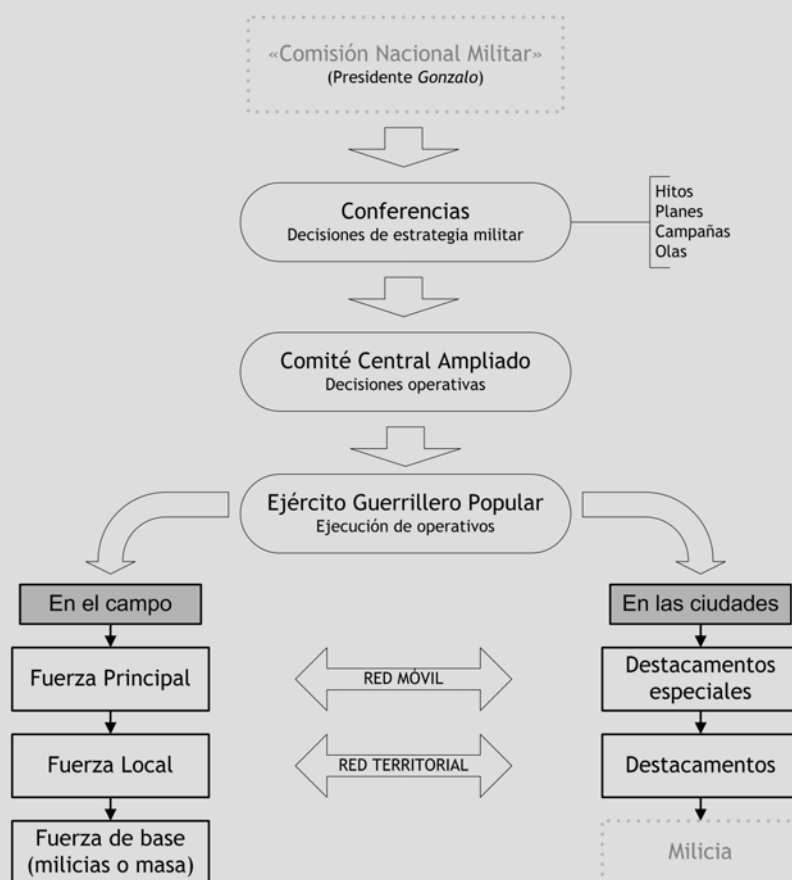 «Comisión Nacional Militar»
(Presidente Gonzalo)
Conferencias
Decisiones de estrategia militar
Hitos
Planes
Campañas
Olas
Comité Central Ampliado
Decisiones operativas
Ejército Guerrillero Popular
Ejecución de operativos
En el campo
En las ciudades
Fuerza Principal
RED MÓVIL
Destacamentos
especiales
Fuerza Local
RED TERRITORIAL
Destacamentos
Fuerza de base
(milicias o masa)
Milicia